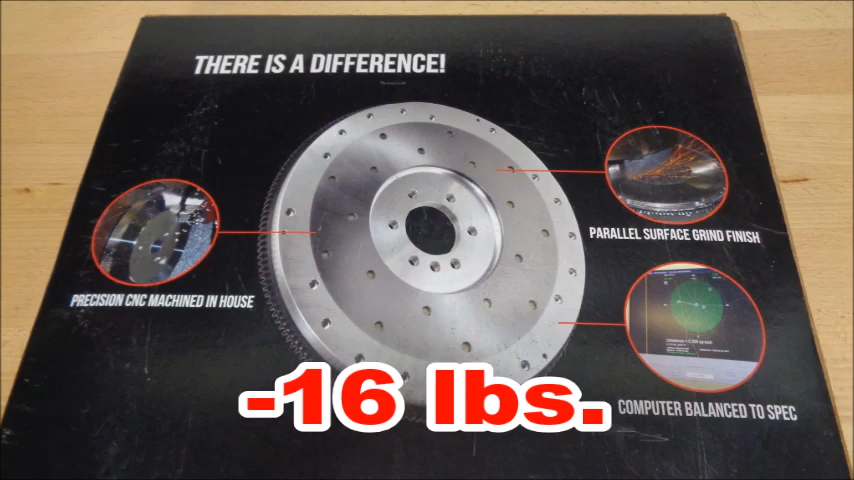 THERE IS A DIFFERENCE!
PARALLEL SURFACE GRIND FINISH
PRECISION CNC MACHINED IN HOUSE
-16 lbs.
COMPUTER BALANCED TO SPEC